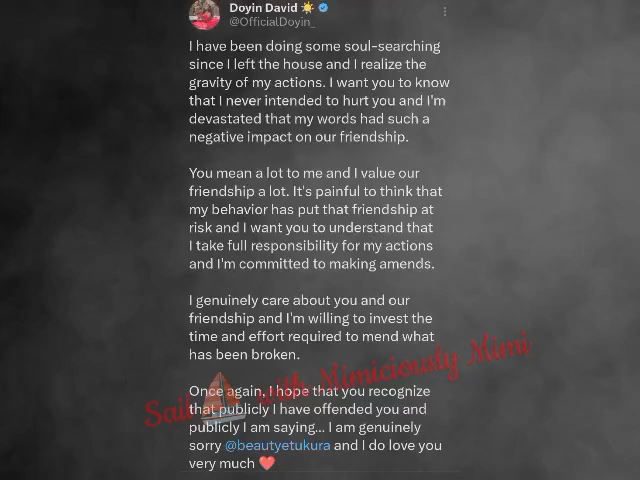 Doyin David ☀️
@OfficialDoyin_
I have been doing some soul-searching
since I left the house and I realize the
gravity of my actions. I want you to know
that I never intended to hurt you and I'm
devastated that my words had such a
negative impact on our friendship.
You mean a lot to me and I value our
friendship a lot. It's painful to think that
my behavior has put that friendship at
risk and I want you to understand that
I take full responsibility for my actions
and I'm committed to making amends.
I genuinely care about you and our
friendship and I'm willing to invest the
time and effort required to mend what
has been broken.
Once again, I hope that you recognize
that publicly I have offended you and
publicly I am saying... I am genuinely
sorry @beautyetukura and I do love you
very much ❤️
Sail with Mimiciously Mimi